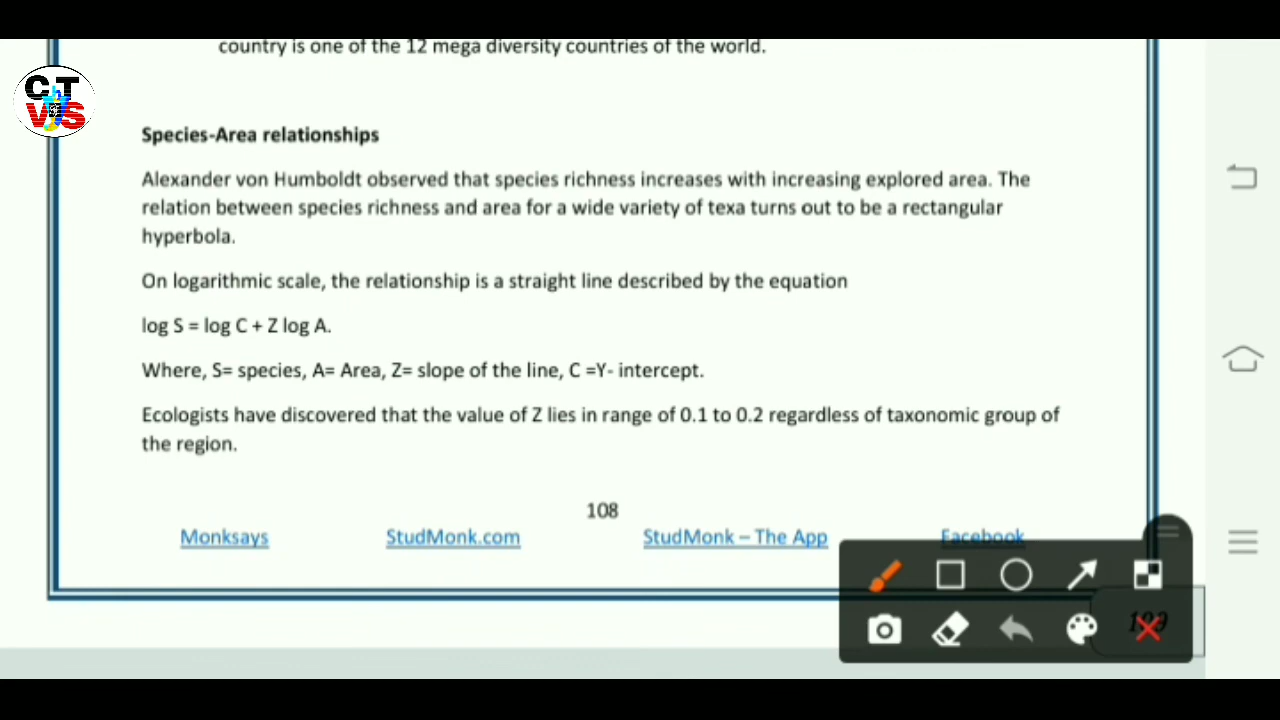 country is one of the 12 mega diversity countries of the world.
CT
VJS
Species-Area relationships
Alexander von Humboldt observed that species richness increases with increasing explored area. The
relation between species richness and area for a wide variety of texa turns out to be a rectangular
hyperbola.
On logarithmic scale, the relationship is a straight line described by the equation
log S = log C + Z log A.
Where, S= species, A= Area, Z= slope of the line, C =Y- intercept.
Ecologists have discovered that the value of Z lies in range of 0.1 to 0.2 regardless of taxonomic group of
the region.
108
Monksays StudMonk.com StudMonk – The App Facebook